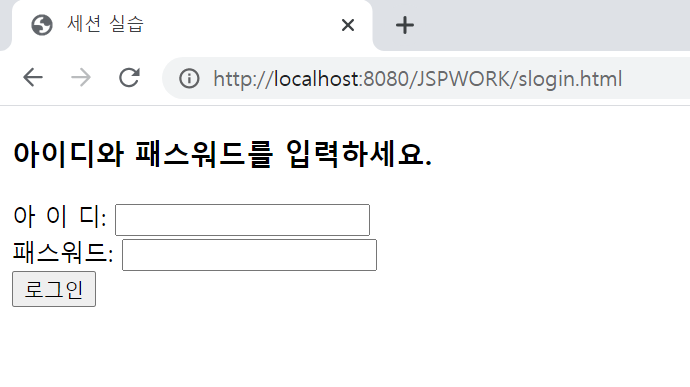 세션 실습
http://localhost:8080/JSPWORK/slogin.html
아이디와 패스워드를 입력하세요.
아 이 디:
패스워드:
로그인